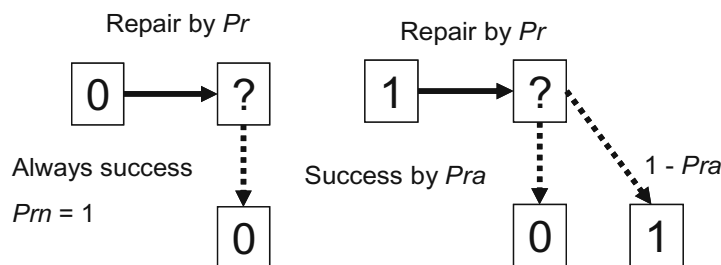 Repair by Pr
0
?
Always success
Prn = 1
0
Repair by Pr
1
?
Success by Pra
1 - Pra
0
1